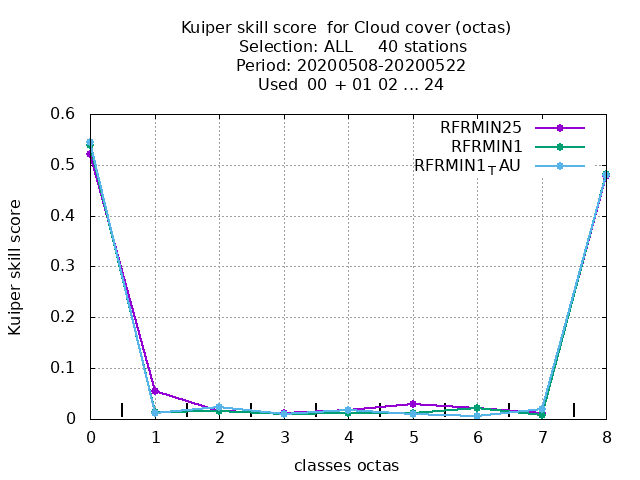 Kuiper skill score  for Cloud cover (octas)
Selection: ALL     40 stations
Period: 20200508-20200522
Used  00 + 01 02 ... 24
RFRMIN25
RFRMIN1
RFRMIN1TAU
Kuiper skill score
0.6
0.5
0.4
0.3
0.2
0.1
0
0 1 2 3 4 5 6 7 8
classes octas